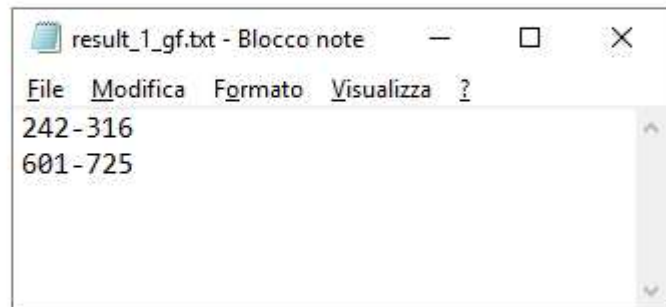 result_1_gf.txt - Blocco note
File Modifica Formato Visualizza ?
242-316
601-725